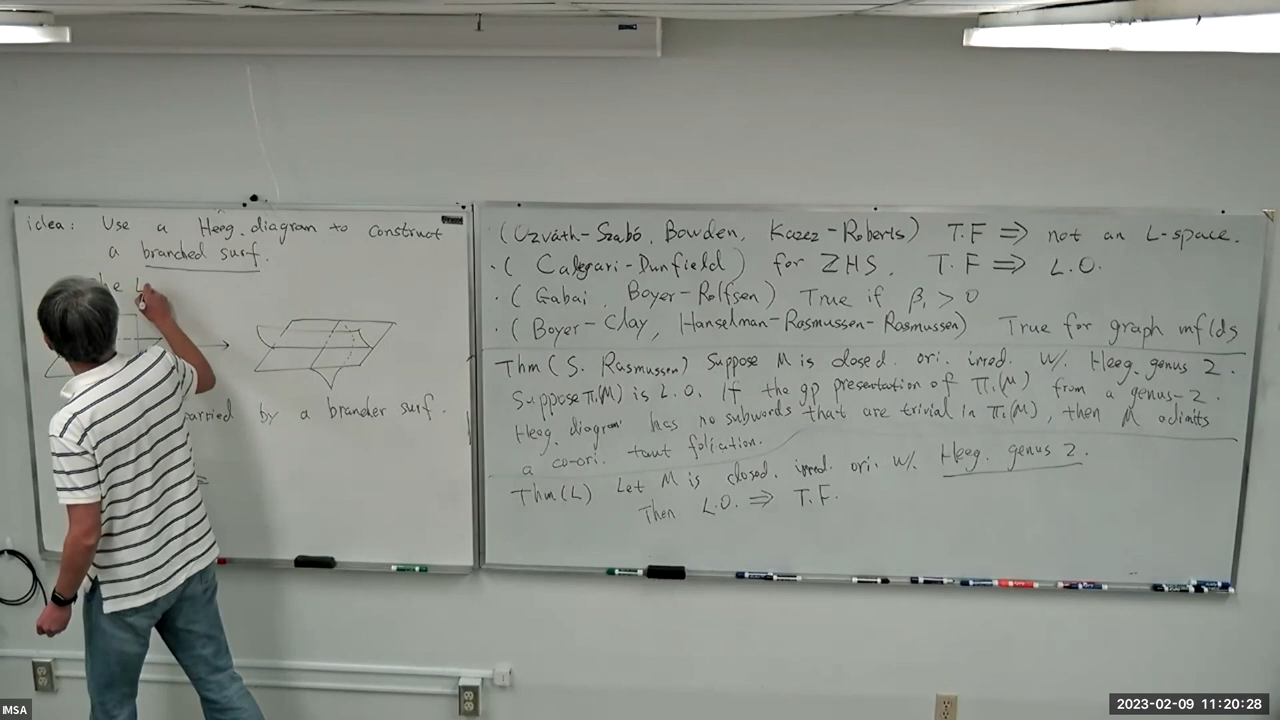 idea: Use a Heeg. diagram to construct
a branched surf.
he L
carried by a brander surf.
(Ozváth-Szabó, Bowden, Kazez-Roberts) T.F ⇒ not an L-space.
· ( Calegari-Dunfield) for ZHS. T.F ⇒ L.O.
· ( Gabai, Boyer-Rolfsen) True if β₁ > 0
· (Boyer-Clay, Hanselman-Rasmussen-Rasmussen) True for graph mflds
Thm (S. Rasmussen) Suppose M is closed. ori. irred. w/. Heeg. genus 2.
Suppose π₁(M) is L.O. If the gp presentation of π₁(M) from a genus-2.
Heeg. diagram has no subwords that are trivial in π₁(M), then M admits
a co-ori. taut foliation.
Thm (L) Let M is closed. irred. ori. w/. Heeg. genus 2.
Then L.O. ⇒ T.F.
IMSA
2023-02-09 11:20:28